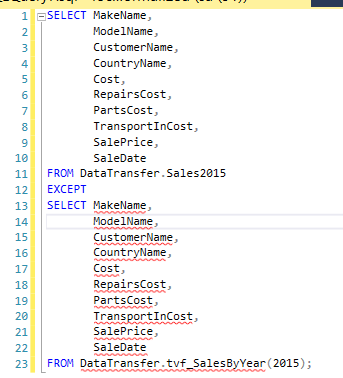 1 SELECT MakeName,
2 ModelName,
3 CustomerName,
4 CountryName,
5 Cost,
6 RepairsCost,
7 PartsCost,
8 TransportInCost,
9 SalePrice,
10 SaleDate
11 FROM DataTransfer.Sales2015
12 EXCEPT
13 SELECT MakeName,
14 ModelName,
15 CustomerName,
16 CountryName,
17 Cost,
18 RepairsCost,
19 PartsCost,
20 TransportInCost,
21 SalePrice,
22 SaleDate
23 FROM DataTransfer.tvf_SalesByYear(2015);